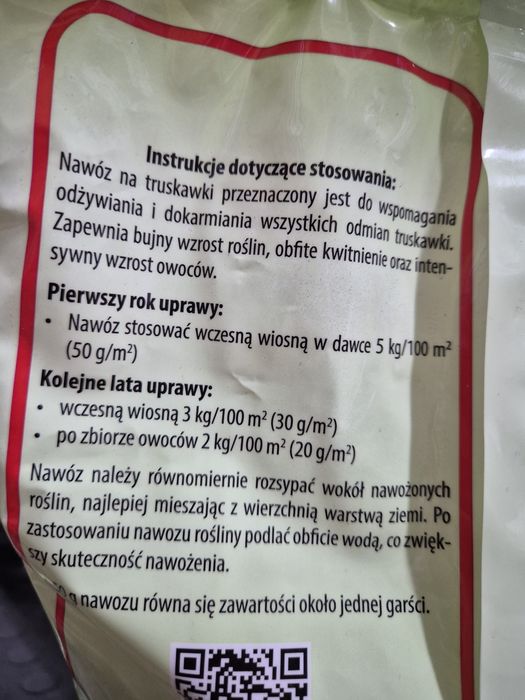 Instrukcje dotyczące stosowania:
Nawóz na truskawki przeznaczony jest do wspomagania
odżywiania i dokarmiania wszystkich odmian truskawki.
Zapewnia bujny wzrost roślin, obfite kwitnienie oraz inten-
sywny wzrost owoców.
Pierwszy rok uprawy:
• Nawóz stosować wczesną wiosną w dawce 5 kg/100 m²
(50 g/m²)
Kolejne lata uprawy:
• wczesną wiosną 3 kg/100 m² (30 g/m²)
• po zbiorze owoców 2 kg/100 m² (20 g/m²)
Nawóz należy równomiernie rozsypać wokół nawożonych
roślin, najlepiej mieszając z wierzchnią warstwą ziemi. Po
zastosowaniu nawozu rośliny podlać obficie wodą, co zwięk-
szy skuteczność nawożenia.
g nawozu równa się zawartości około jednej garści.